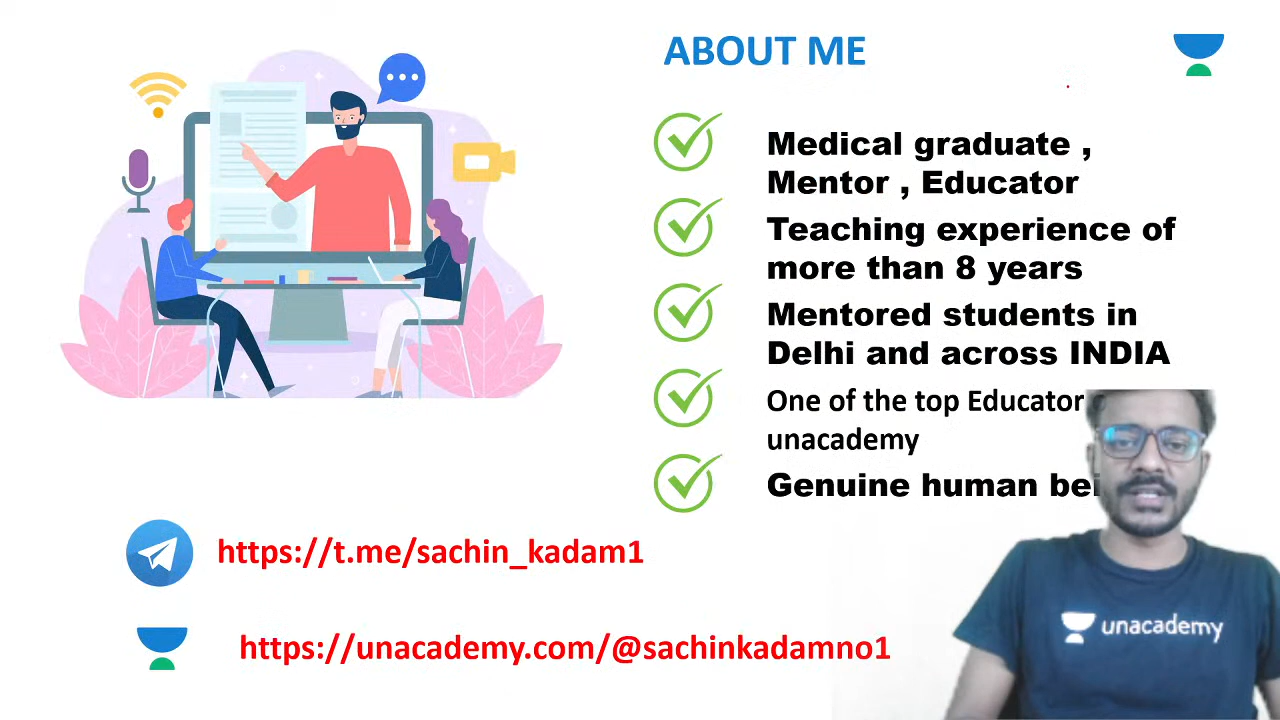 ABOUT ME
Medical graduate ,
Mentor , Educator
Teaching experience of
more than 8 years
Mentored students in
Delhi and across INDIA
One of the top Educator
unacademy
Genuine human
https://t.me/sachin_kadam1
https://unacademy.com/@sachinkadamno1
unacademy